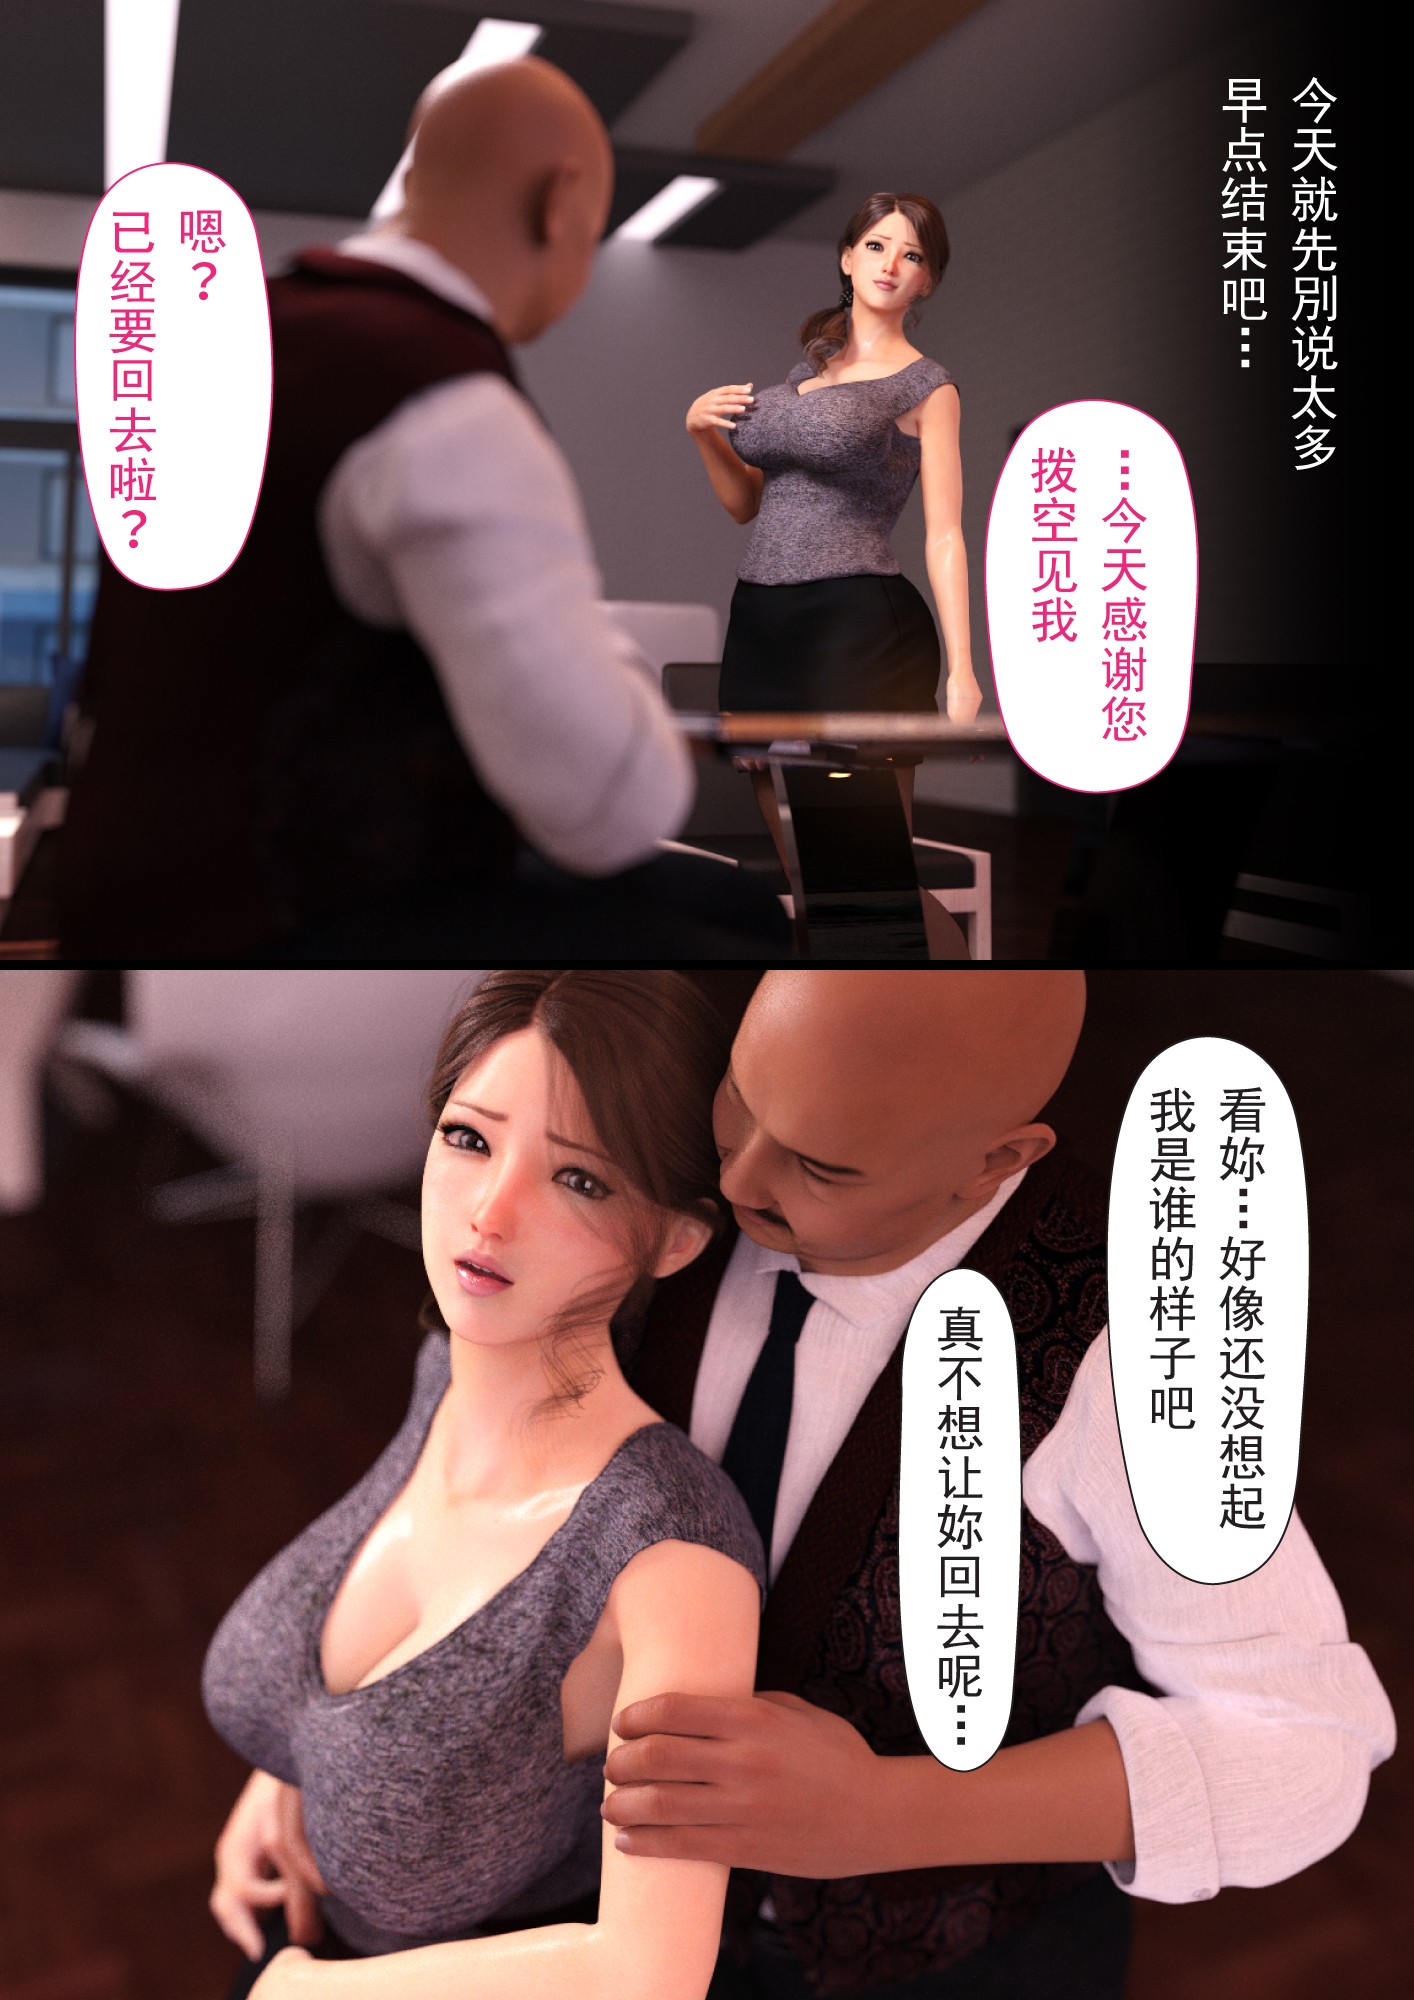 今天就先別说太多
早点结束吧…
…今天感谢您
拨空见我
嗯？
已经要回去啦？
看妳…好像还没想起
我是谁的样子吧
真不想让妳回去呢…